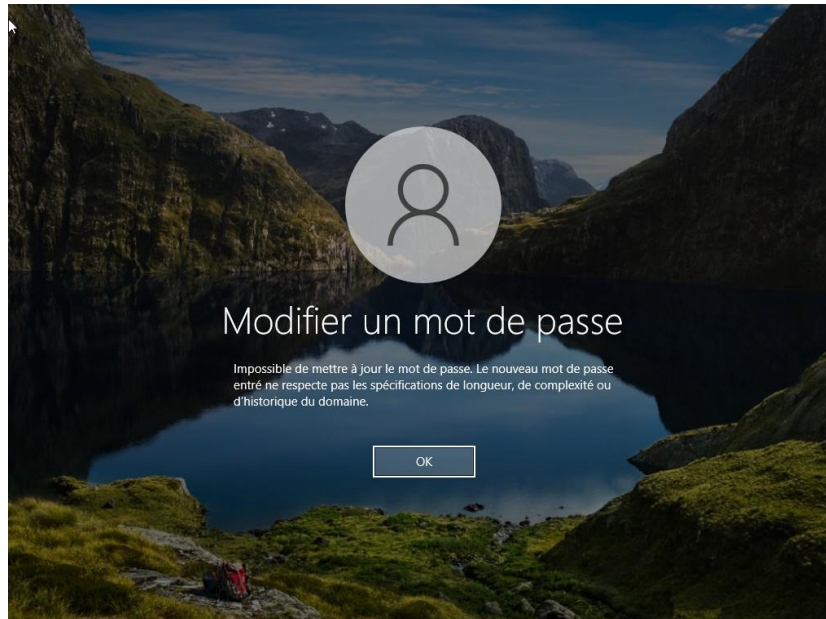 Modifier un mot de passe
Impossible de mettre à jour le mot de passe. Le nouveau mot de passe
entré ne respecte pas les spécifications de longueur, de complexité ou
d'historique du domaine.
OK